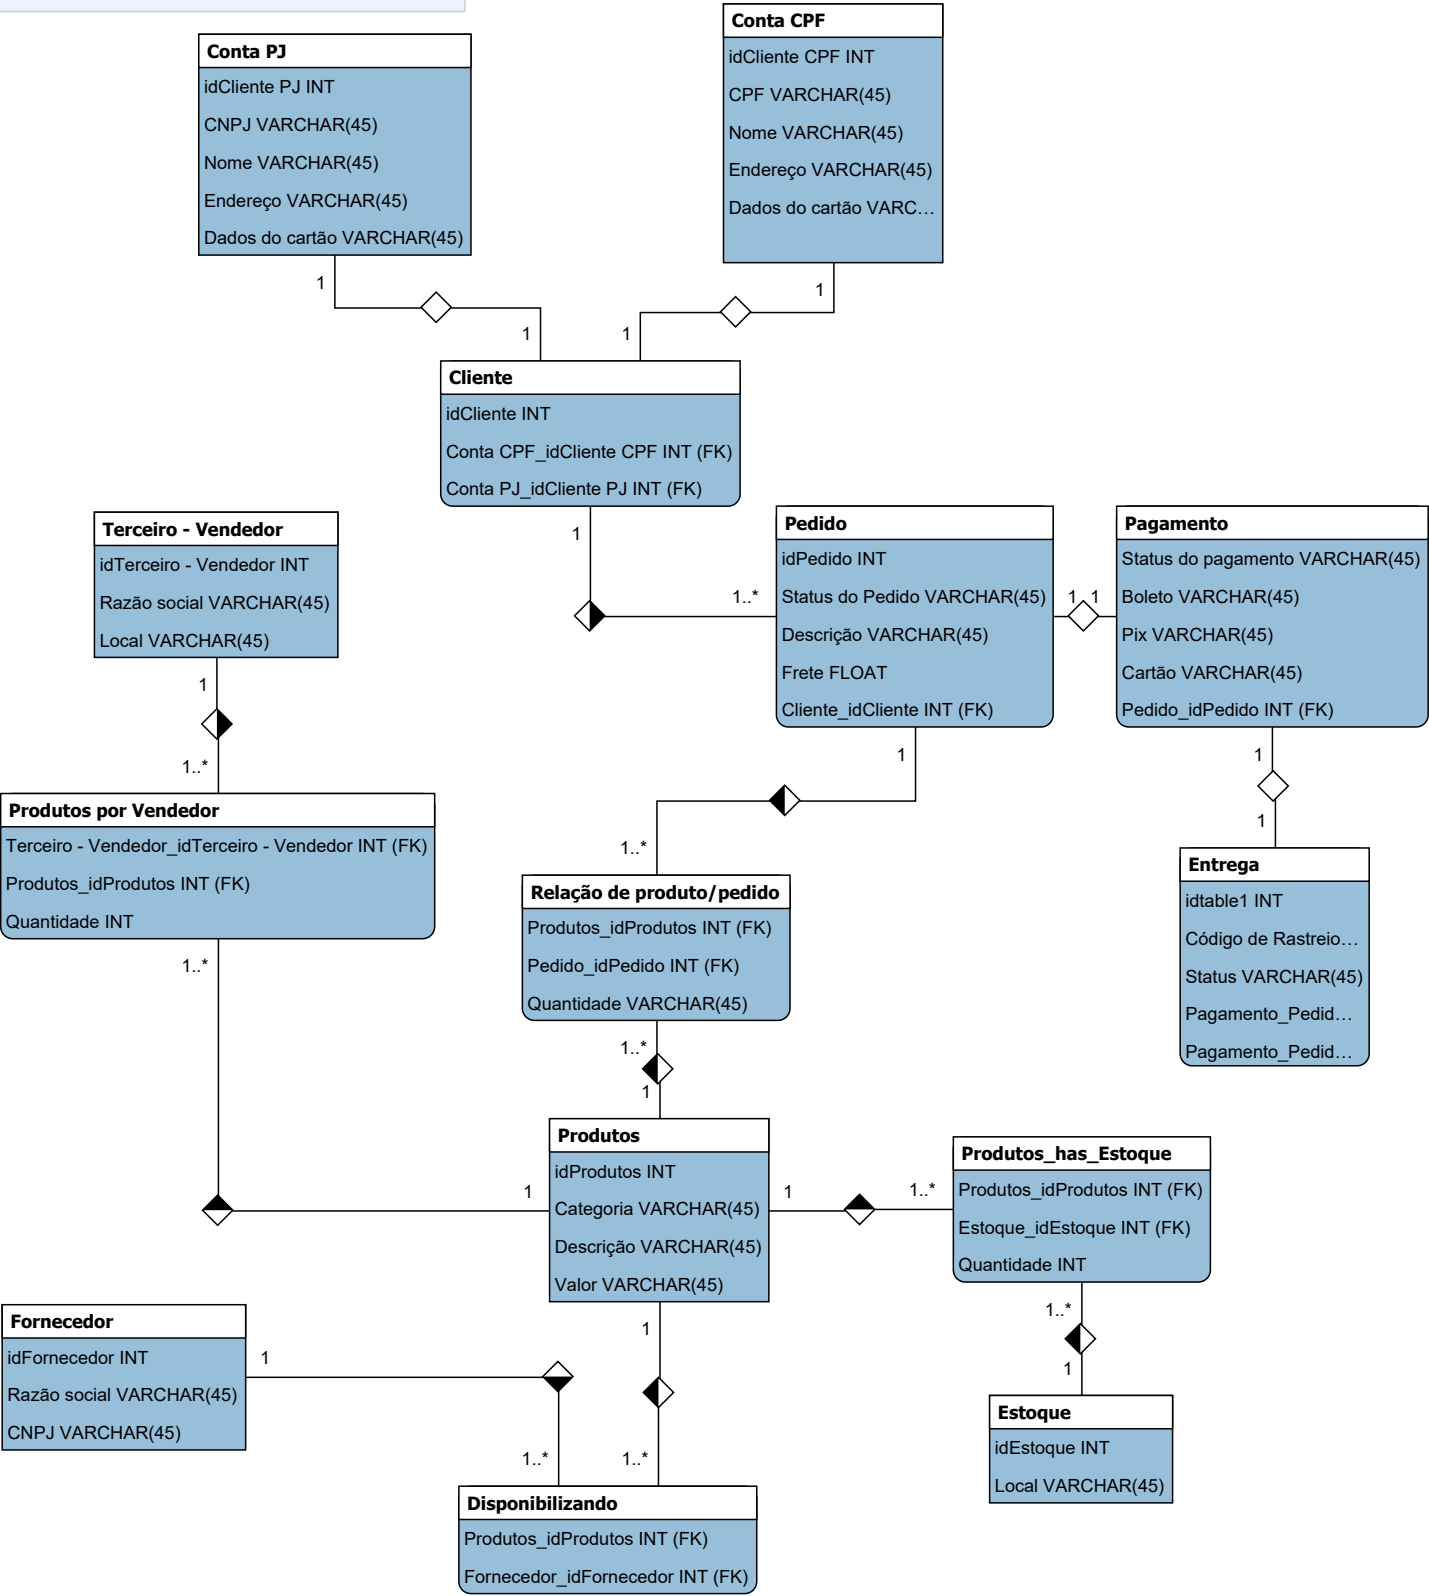 Conta CPF
idCliente CPF INT
CPF VARCHAR(45)
Nome VARCHAR(45)
Endereço VARCHAR(45)
Dados do cartão VARC…
Conta PJ
idCliente PJ INT
CNPJ VARCHAR(45)
Nome VARCHAR(45)
Endereço VARCHAR(45)
Dados do cartão VARCHAR(45)
1
1
1
1
Cliente
idCliente INT
Conta CPF_idCliente CPF INT (FK)
Conta PJ_idCliente PJ INT (FK)
1
1..*
Pedido
idPedido INT
Status do Pedido VARCHAR(45)
Descrição VARCHAR(45)
Frete FLOAT
Cliente_idCliente INT (FK)
1
1
Pagamento
Status do pagamento VARCHAR(45)
Boleto VARCHAR(45)
Pix VARCHAR(45)
Cartão VARCHAR(45)
Pedido_idPedido INT (FK)
Terceiro - Vendedor
idTerceiro - Vendedor INT
Razão social VARCHAR(45)
Local VARCHAR(45)
1
1..*
1
1..*
1
1
Produtos por Vendedor
Terceiro - Vendedor_idTerceiro - Vendedor INT (FK)
Produtos_idProdutos INT (FK)
Quantidade INT
1..*
Relação de produto/pedido
Produtos_idProdutos INT (FK)
Pedido_idPedido INT (FK)
Quantidade VARCHAR(45)
1..*
1
Entrega
idtable1 INT
Código de Rastreio…
Status VARCHAR(45)
Pagamento_Pedid…
Pagamento_Pedid…
1
Produtos
idProdutos INT
Categoria VARCHAR(45)
Descrição VARCHAR(45)
Valor VARCHAR(45)
1
1..*
Produtos_has_Estoque
Produtos_idProdutos INT (FK)
Estoque_idEstoque INT (FK)
Quantidade INT
1..*
1
Fornecedor
idFornecedor INT
Razão social VARCHAR(45)
CNPJ VARCHAR(45)
1
1..*
1
1..*
Estoque
idEstoque INT
Local VARCHAR(45)
Disponibilizando
Produtos_idProdutos INT (FK)
Fornecedor_idFornecedor INT (FK)